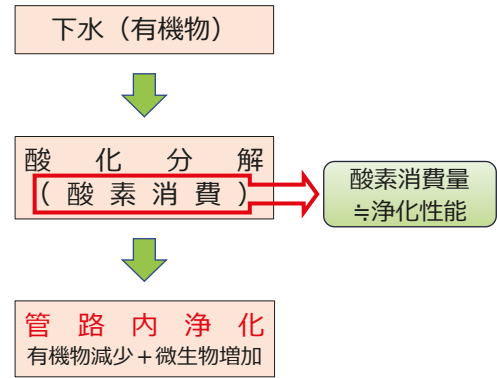 下水（有機物）
酸化分解
（酸素消費）
酸素消費量
≒浄化性能
管路内浄化
有機物減少＋微生物増加